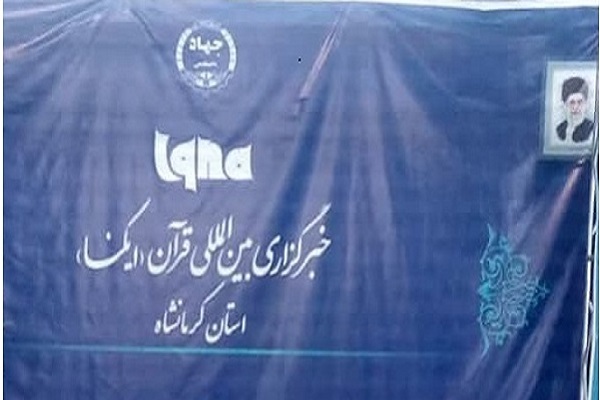 جهاد
Iqna
خبرگزاری بین‌المللی قرآن (ایکنا)
استان کرمانشاه